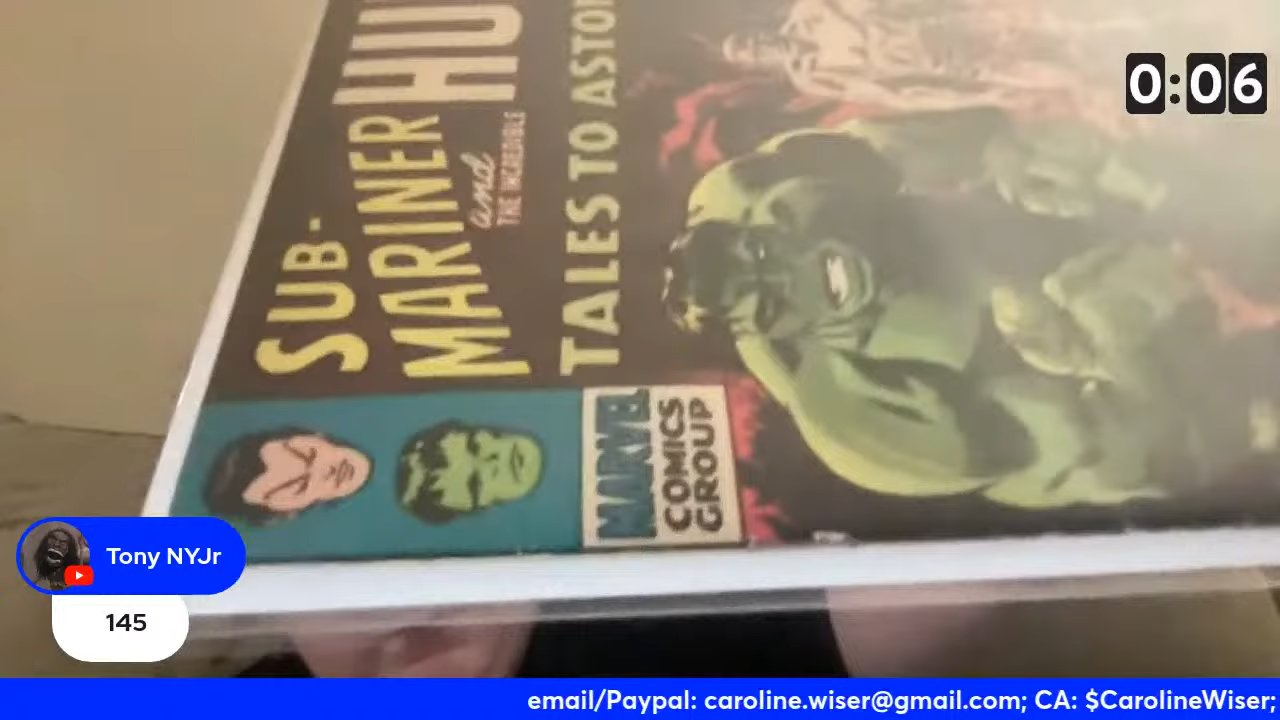 SUB-
MARINER
and
THE INCREDIBLE
HU
TALES TO ASTON
MARVEL
COMICS
GROUP
0:06
Tony NYJr
145
email/Paypal: caroline.wiser@gmail.com; CA: $CarolineWiser;